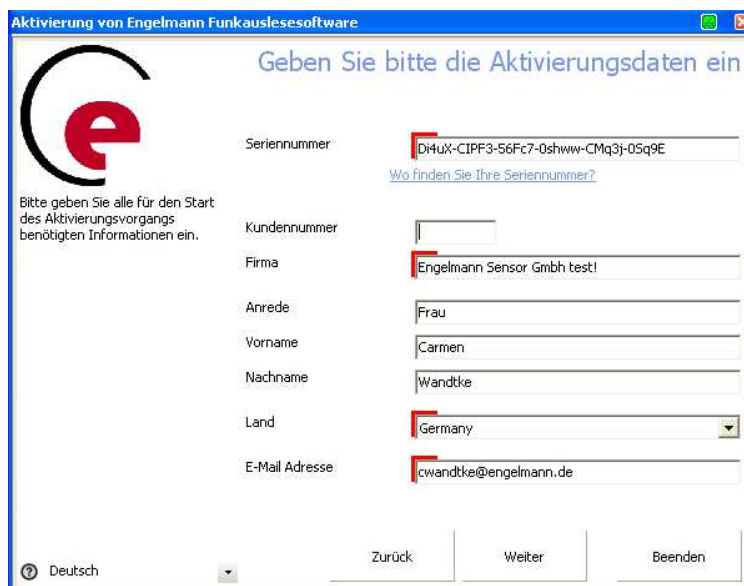 Aktivierung von Engelmann Funkauslesesoftware
Geben Sie bitte die Aktivierungsdaten ein
e
Bitte geben Sie alle für den Start
des Aktivierungsvorgangs
benötigten Informationen ein.
Seriennummer
Di4uX-CIPF3-56Fc7-0shww-CMq3j-0Sq9E
Wo finden Sie Ihre Seriennummer?
Kundennummer
Firma
Engelmann Sensor Gmbh test!
Anrede
Frau
Vorname
Carmen
Nachname
Wandtke
Land
Germany
E-Mail Adresse
cwandtke@engelmann.de
? Deutsch
Zurück
Weiter
Beenden